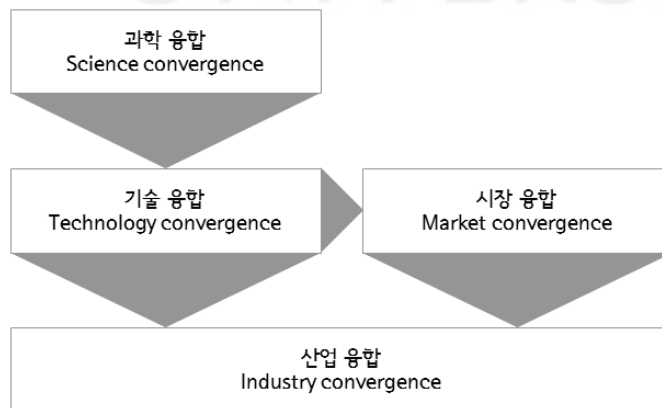 과학 융합
Science convergence
기술 융합
Technology convergence
시장 융합
Market convergence
산업 융합
Industry convergence